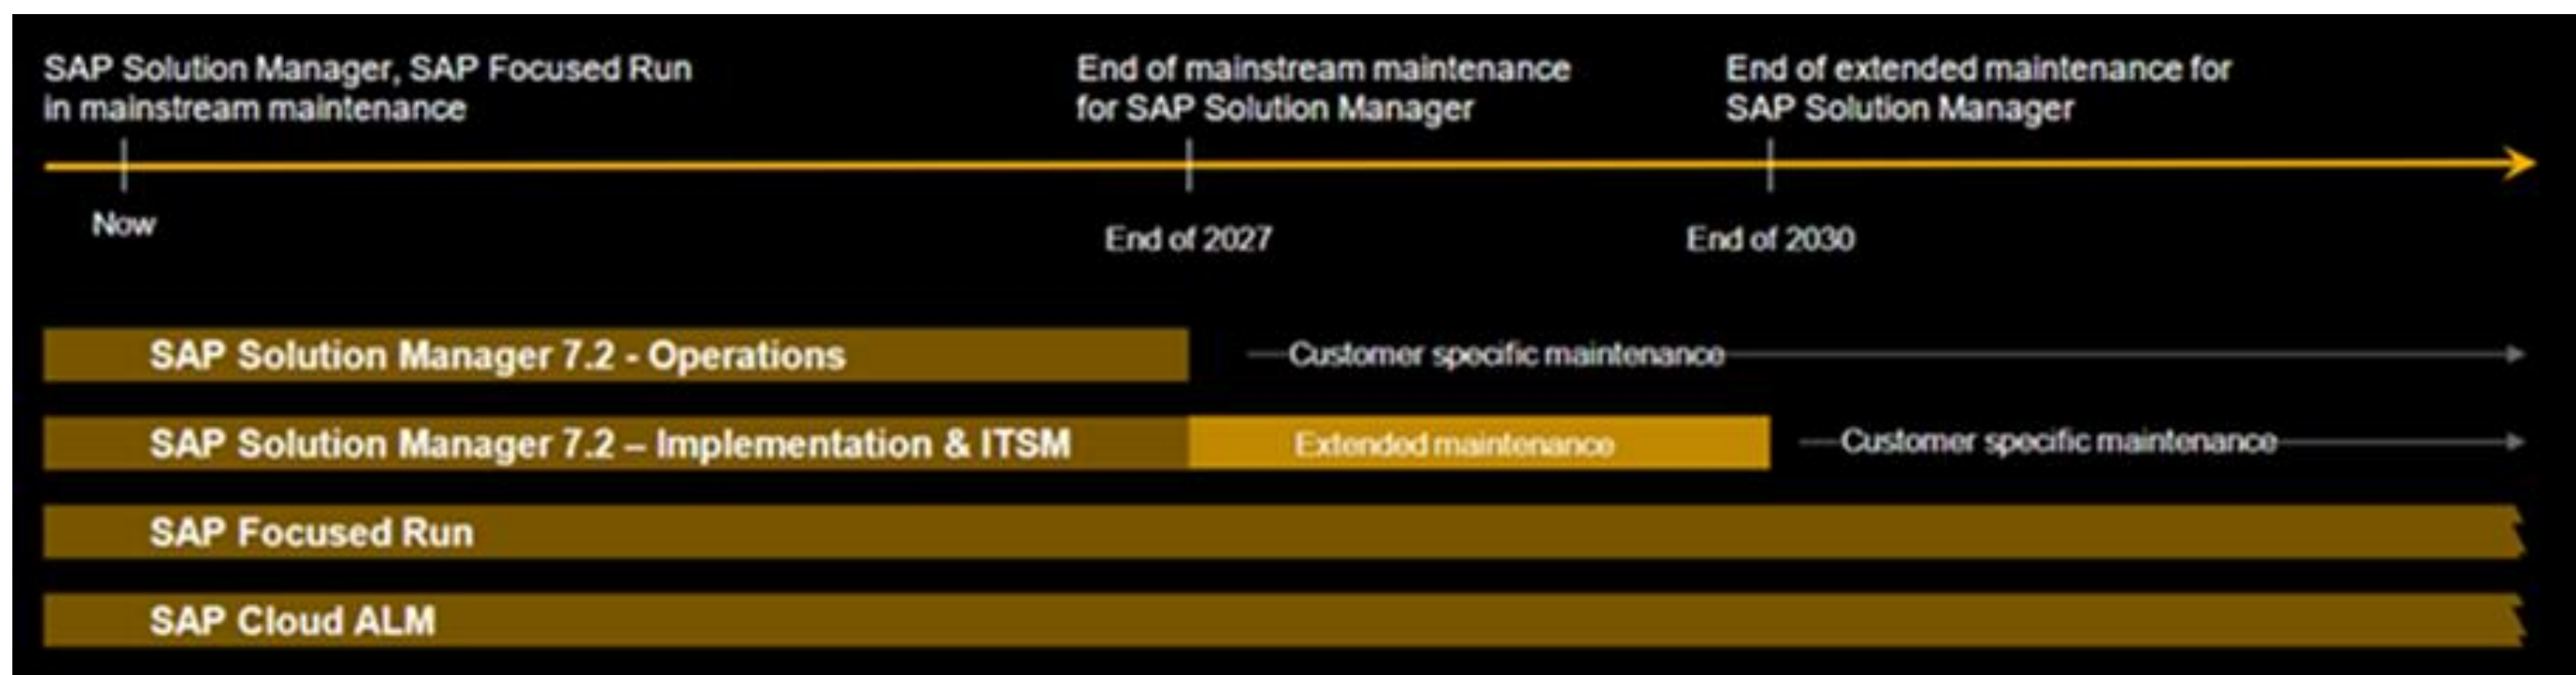 SAP Solution Manager, SAP Focused Run
in mainstream maintenance
End of mainstream maintenance
for SAP Solution Manager
End of extended maintenance for
SAP Solution Manager
Now
End of 2027
End of 2030
SAP Solution Manager 7.2 - Operations
Customer specific maintenance
SAP Solution Manager 7.2 – Implementation & ITSM
Extended maintenance
Customer specific maintenance
SAP Focused Run
SAP Cloud ALM